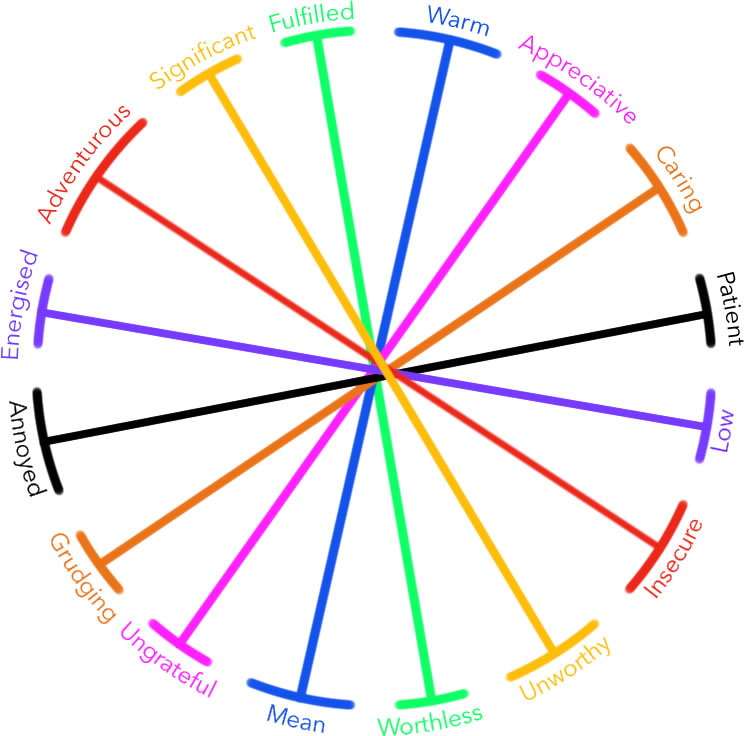 Fulfilled
Warm
Appreciative
Caring
Patient
Low
Insecure
Unworthy
Worthless
Mean
Ungrateful
Grudging
Annoyed
Energised
Adventurous
Significant